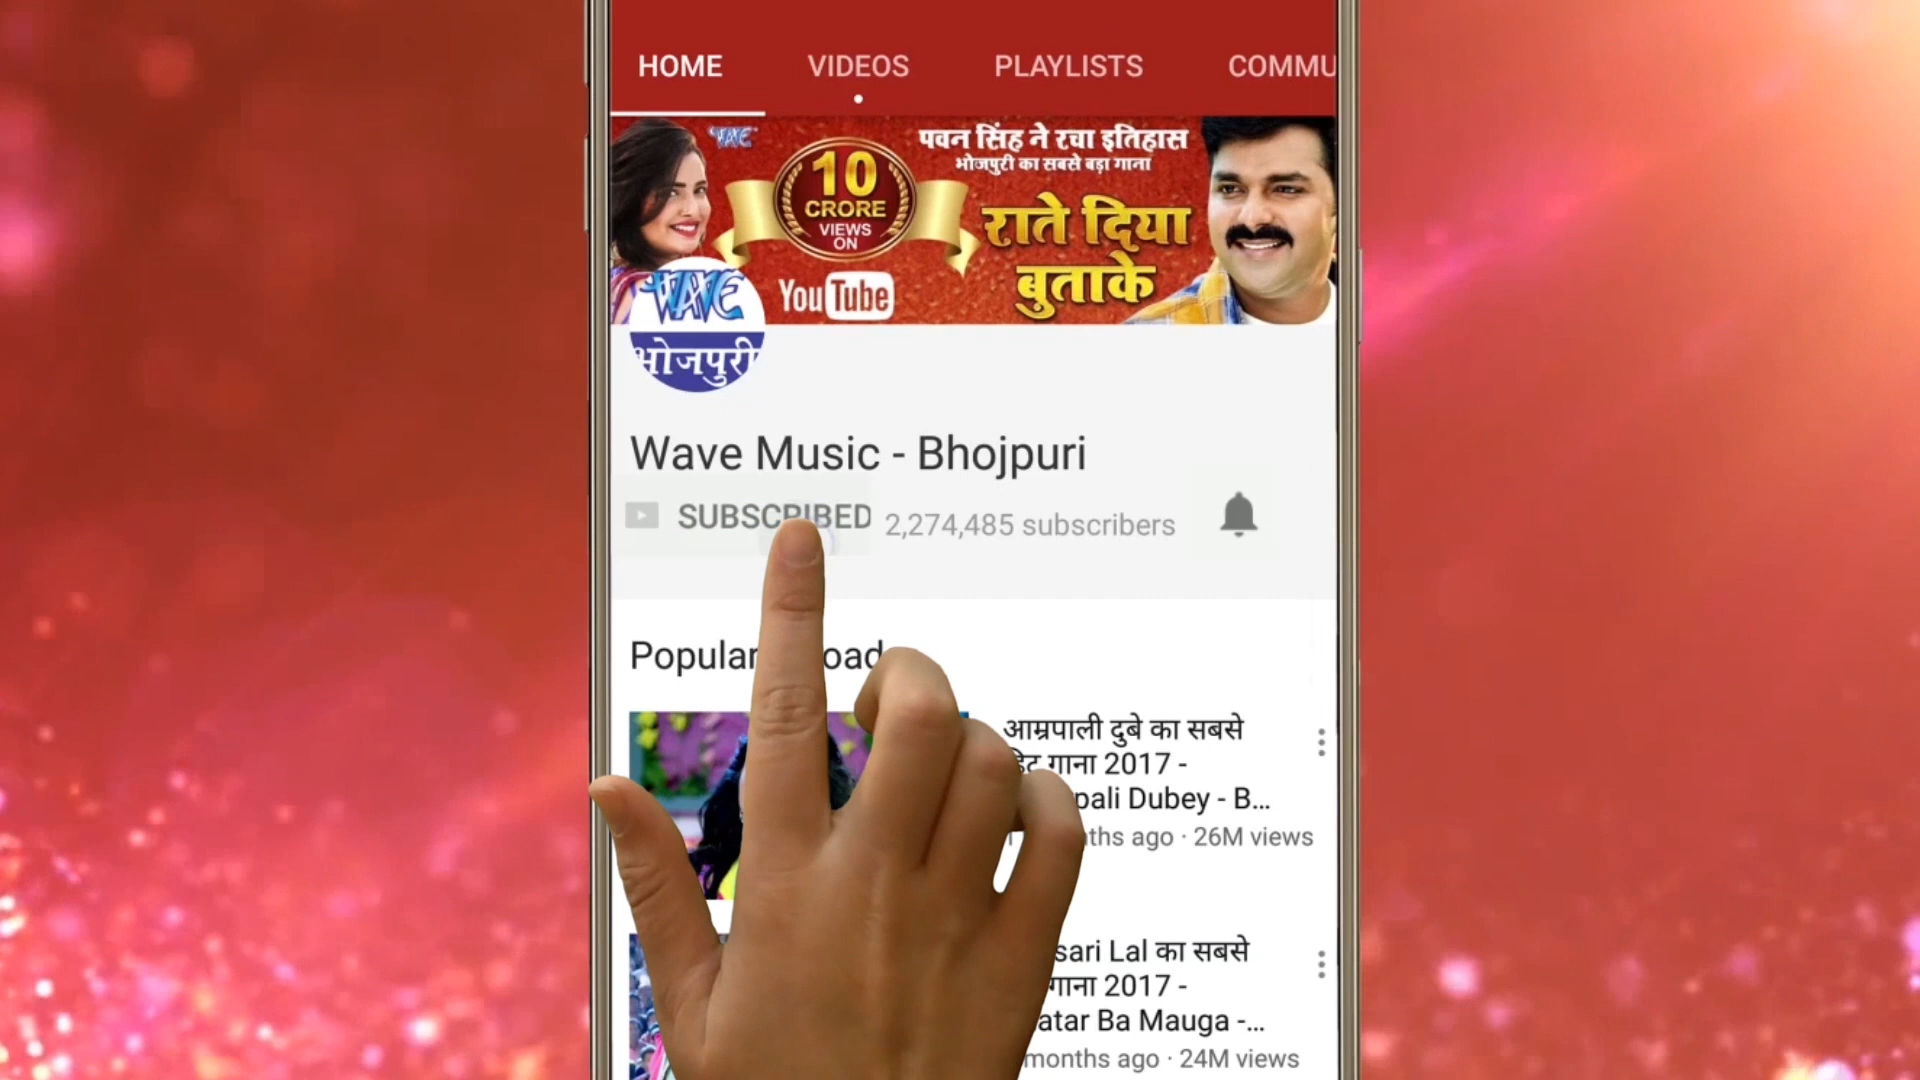 HOME
VIDEOS
PLAYLISTS
COMMU
WAVE
पवन सिंह ने रचा इतिहास
भोजपुरी का सबसे बड़ा गाना
10
CRORE
VIEWS
ON
YouTube
राते दिया
बुताके
WAVE
भोजपुरी
Wave Music - Bhojpuri
SUBSCRIBED
2,274,485 subscribers
Popular
आम्रपाली दुबे का सबसे
गाना 2017 -
pali Dubey - B...
ths ago · 26M views
sari Lal का सबसे
गाना 2017 -
atar Ba Mauga -...
months ago · 24M views